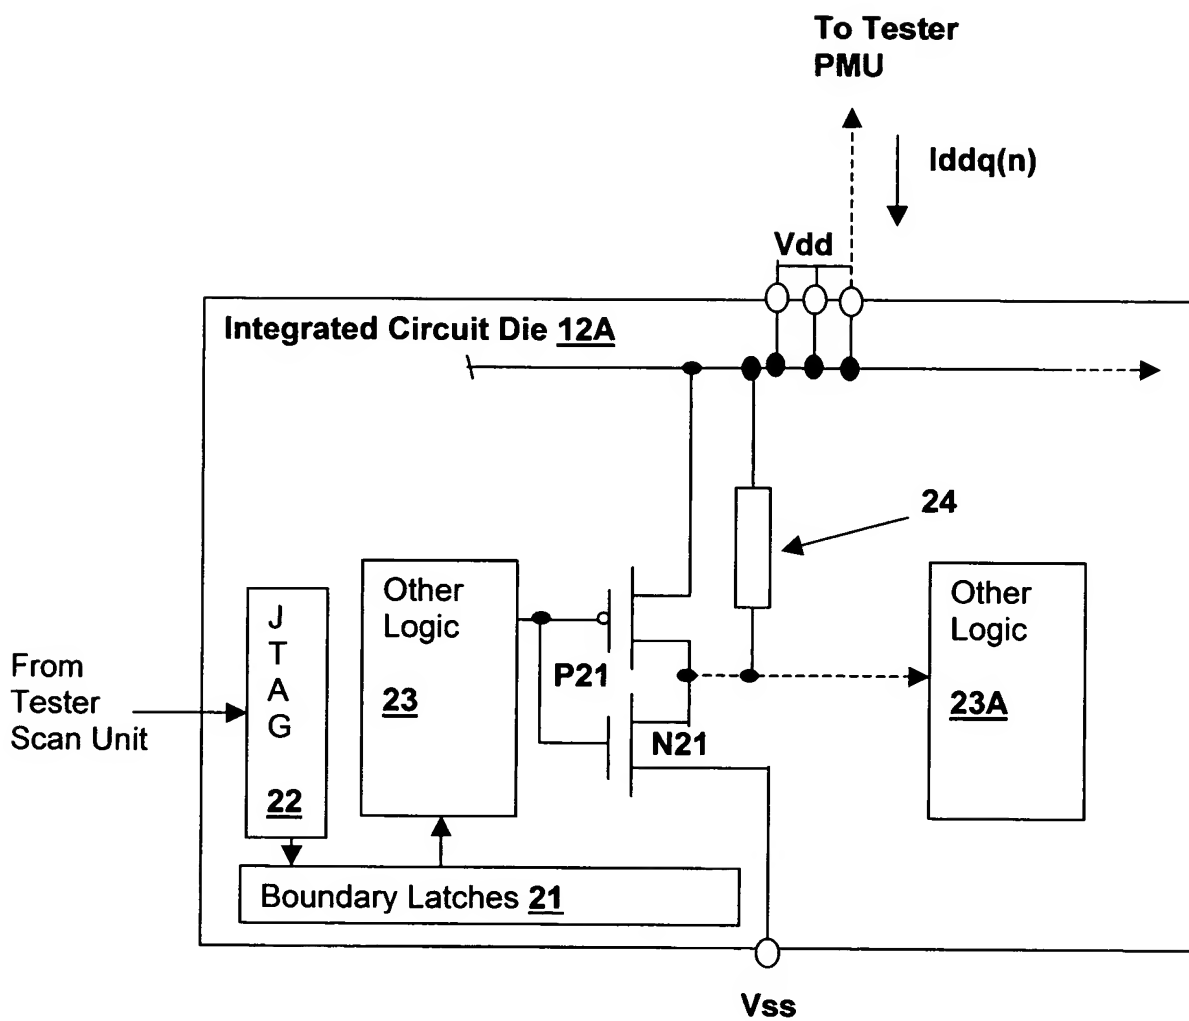 To Tester
PMU
Iddq(n)
Vdd
Integrated Circuit Die 12A
24
Other
Logic
23
J
T
A
G
22
From
Tester
Scan Unit
P21
N21
Other
Logic
23A
Boundary Latches 21
Vss